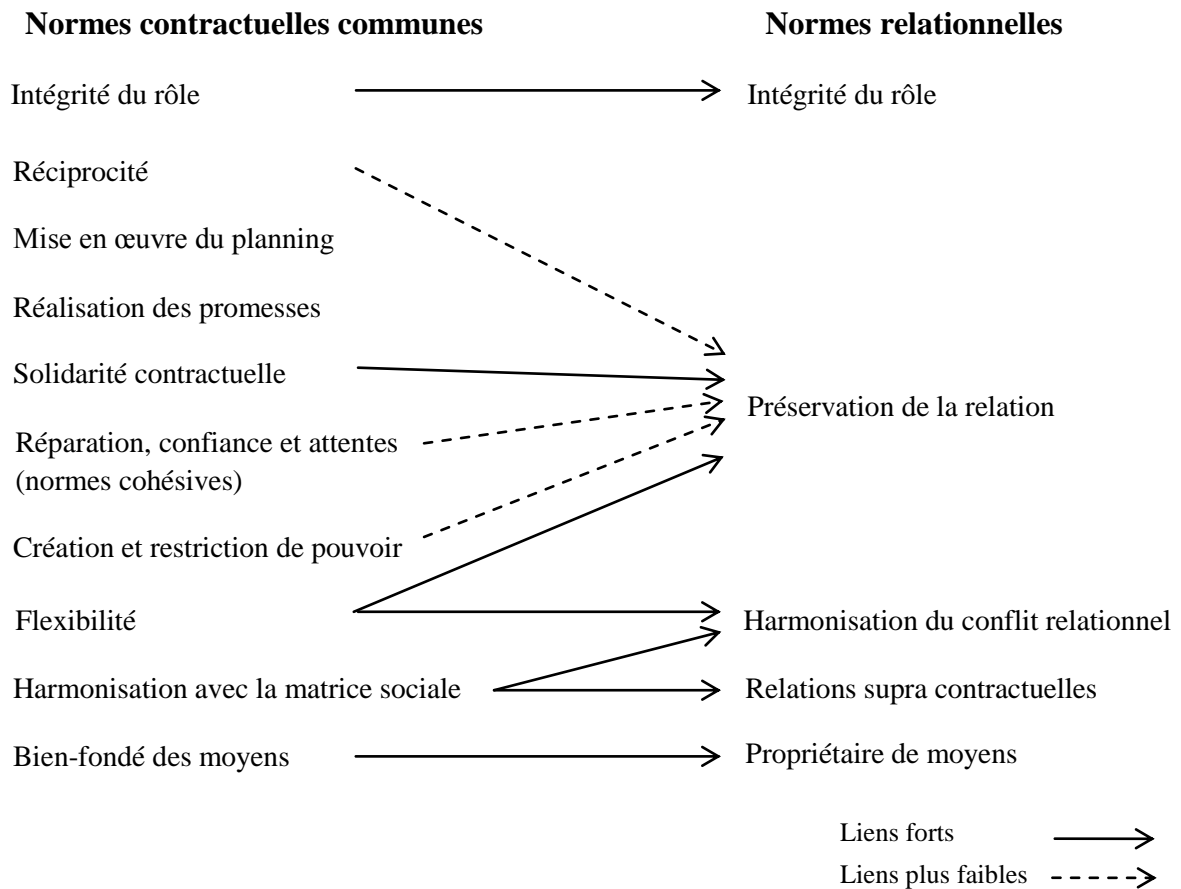 Normes contractuelles communes
Normes relationnelles
Intégrité du rôle
Intégrité du rôle
Réciprocité
Mise en œuvre du planning
Réalisation des promesses
Solidarité contractuelle
Préservation de la relation
Réparation, confiance et attentes
(normes cohésives)
Création et restriction de pouvoir
Flexibilité
Harmonisation du conflit relationnel
Harmonisation avec la matrice sociale
Relations supra contractuelles
Bien-fondé des moyens
Propriétaire de moyens
Liens forts
Liens plus faibles